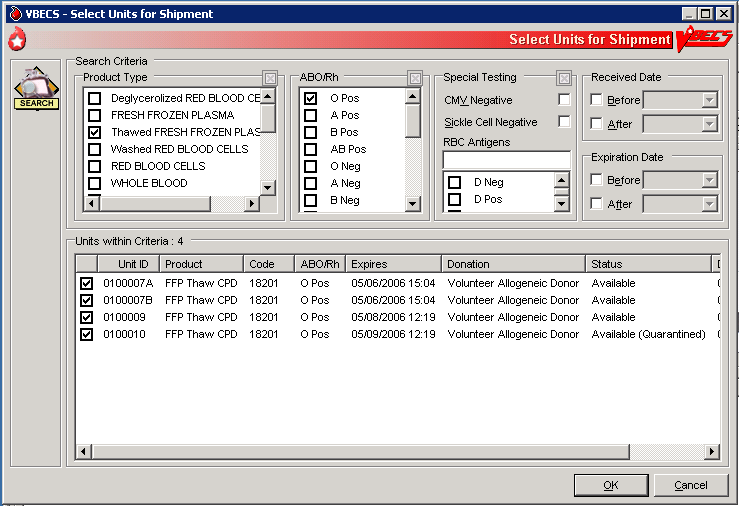 VBECS - Select Units for Shipment
Select Units for Shipment VBECS
SEARCH
Search Criteria
Product Type
Deglycerolized RED BLOOD CE
FRESH FROZEN PLASMA
Thawed FRESH FROZEN PLAS
Washed RED BLOOD CELLS
RED BLOOD CELLS
WHOLE BLOOD
ABO/Rh
O Pos
A Pos
B Pos
AB Pos
O Neg
A Neg
B Neg
Special Testing
CMV Negative
Sickle Cell Negative
RBC Antigens
D Neg
D Pos
Received Date
Before
After
Expiration Date
Before
After
Units within Criteria : 4
Unit ID Product Code ABO/Rh Expires Donation Status
0100007A FFP Thaw CPD 18201 O Pos 05/06/2006 15:04 Volunteer Allogeneic Donor Available
0100007B FFP Thaw CPD 18201 O Pos 05/06/2006 15:04 Volunteer Allogeneic Donor Available
0100009 FFP Thaw CPD 18201 O Pos 05/08/2006 12:19 Volunteer Allogeneic Donor Available
0100010 FFP Thaw CPD 18201 O Pos 05/09/2006 12:19 Volunteer Allogeneic Donor Available (Quarantined)
OK Cancel